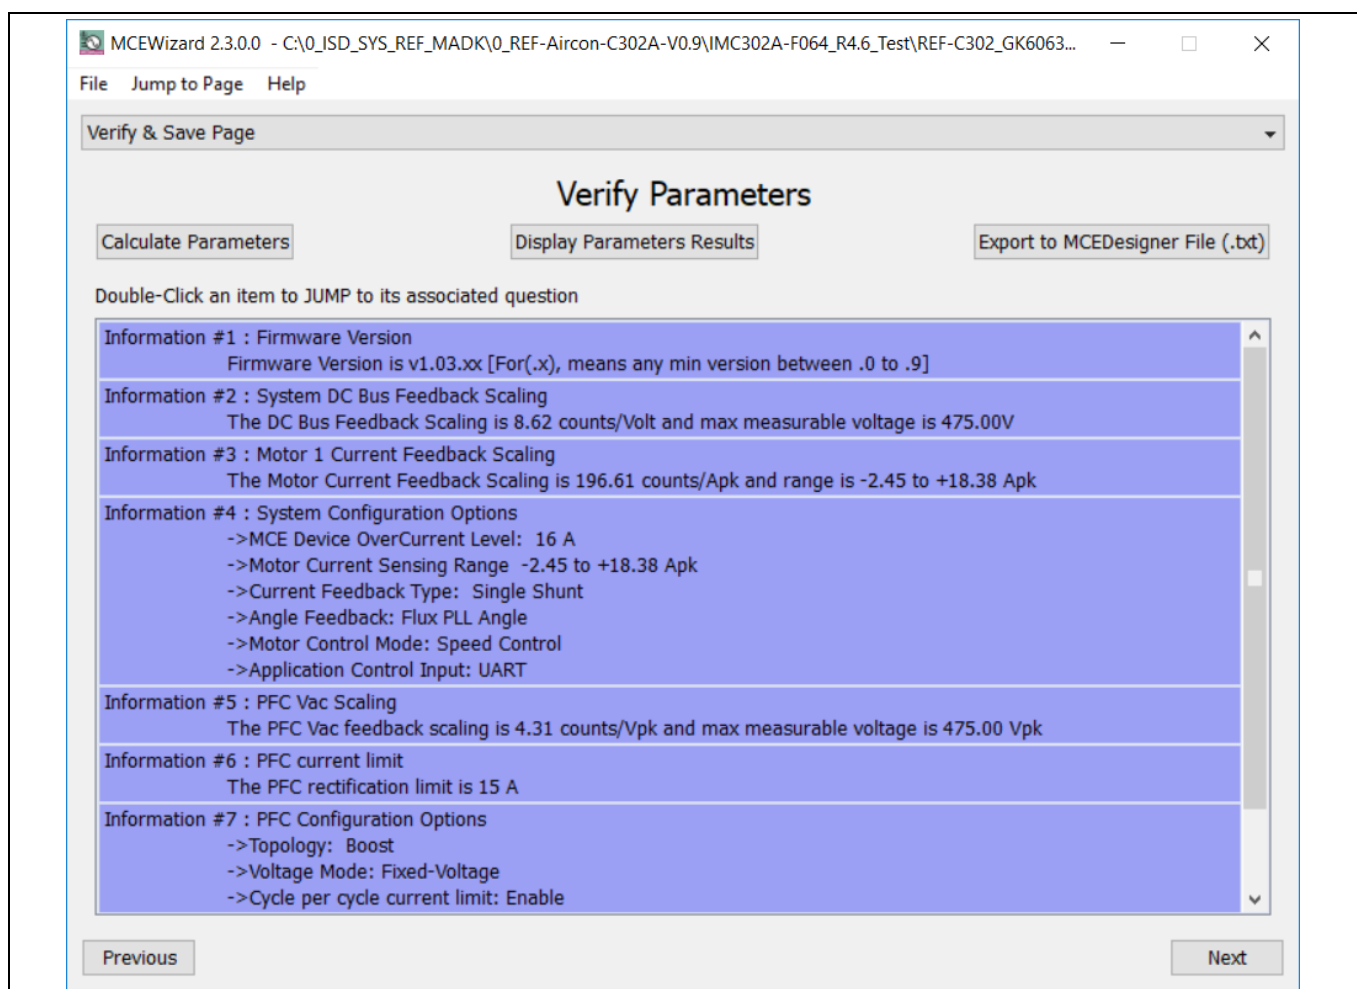 MCEWizard 2.3.0.0 - C:\0_ISD_SYS_REF_MADK\0_REF-Aircon-C302A-V0.9\IMC302A-F064_R4.6_Test\REF-C302_GK6063...
File Jump to Page Help
Verify & Save Page
Verify Parameters
Calculate Parameters Display Parameters Results Export to MCEDesigner File (.txt)
Double-Click an item to JUMP to its associated question
Information #1 : Firmware Version
Firmware Version is v1.03.xx [For(.x), means any min version between .0 to .9]
Information #2 : System DC Bus Feedback Scaling
The DC Bus Feedback Scaling is 8.62 counts/Volt and max measurable voltage is 475.00V
Information #3 : Motor 1 Current Feedback Scaling
The Motor Current Feedback Scaling is 196.61 counts/Apk and range is -2.45 to +18.38 Apk
Information #4 : System Configuration Options
->MCE Device OverCurrent Level: 16 A
->Motor Current Sensing Range -2.45 to +18.38 Apk
->Current Feedback Type: Single Shunt
->Angle Feedback: Flux PLL Angle
->Motor Control Mode: Speed Control
->Application Control Input: UART
Information #5 : PFC Vac Scaling
The PFC Vac feedback scaling is 4.31 counts/Vpk and max measurable voltage is 475.00 Vpk
Information #6 : PFC current limit
The PFC rectification limit is 15 A
Information #7 : PFC Configuration Options
->Topology: Boost
->Voltage Mode: Fixed-Voltage
->Cycle per cycle current limit: Enable
Previous Next